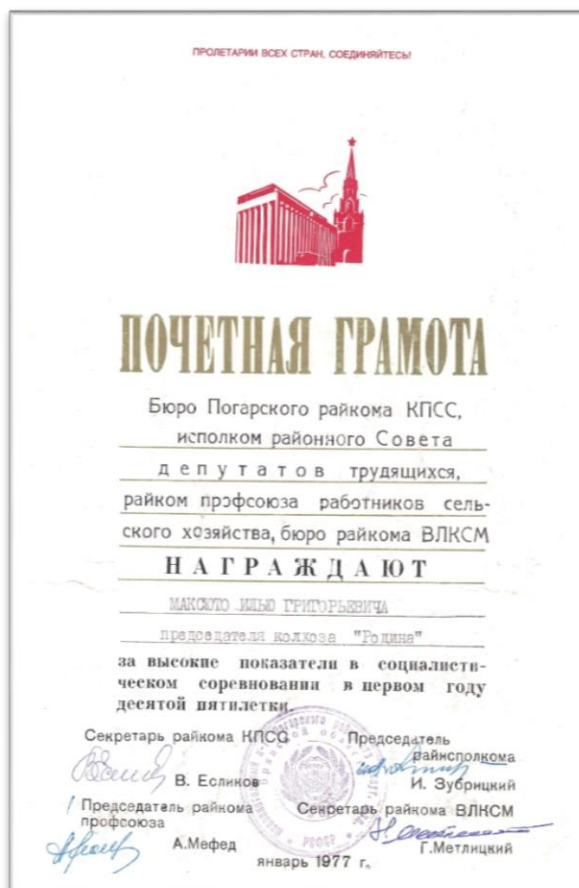 ПРОЛЕТАРИИ ВСЕХ СТРАН, СОЕДИНЯЙТЕСЬ!
ПОЧЕТНАЯ ГРАМОТА
Бюро Погарского райкома КПСС,
исполком районного Совета
депутатов трудящихся,
райком профсоюза работников сель-
ского хозяйства, бюро райкома ВЛКСМ
НАГРАЖДАЮТ
МАКСЮТО ИЛЬЮ ГРИГОРЬЕВИЧА
председателя колхоза "Родина"
за высокие показатели в социалисти-
ческом соревновании в первом году
десятой пятилетки.
Секретарь райкома КПСС Председатель
райисполкома
В. Есликов И. Зубрицкий
Председатель райкома Секретарь райкома ВЛКСМ
профсоюза
А.Мефед Г.Метлицкий
январь 1977 г.
РСФСР